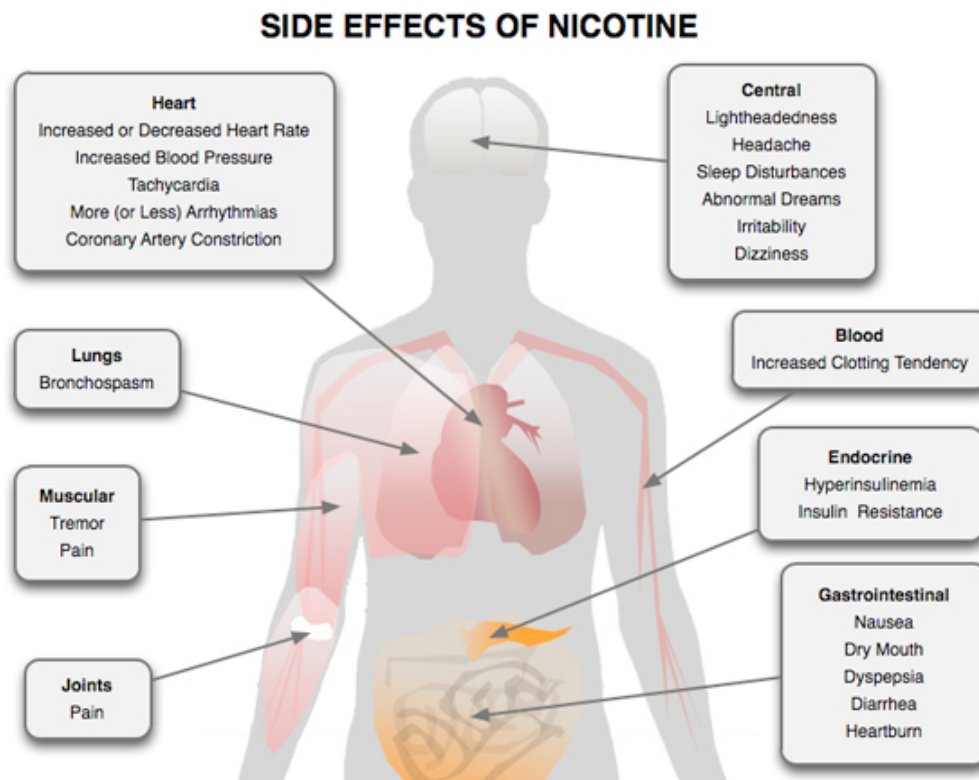 SIDE EFFECTS OF NICOTINE
Heart
Increased or Decreased Heart Rate
Increased Blood Pressure
Tachycardia
More (or Less) Arrhythmias
Coronary Artery Constriction
Central
Lightheadedness
Headache
Sleep Disturbances
Abnormal Dreams
Irritability
Dizziness
Lungs
Bronchospasm
Blood
Increased Clotting Tendency
Muscular
Tremor
Pain
Endocrine
Hyperinsulinemia
Insulin Resistance
Joints
Pain
Gastrointestinal
Nausea
Dry Mouth
Dyspepsia
Diarrhea
Heartburn